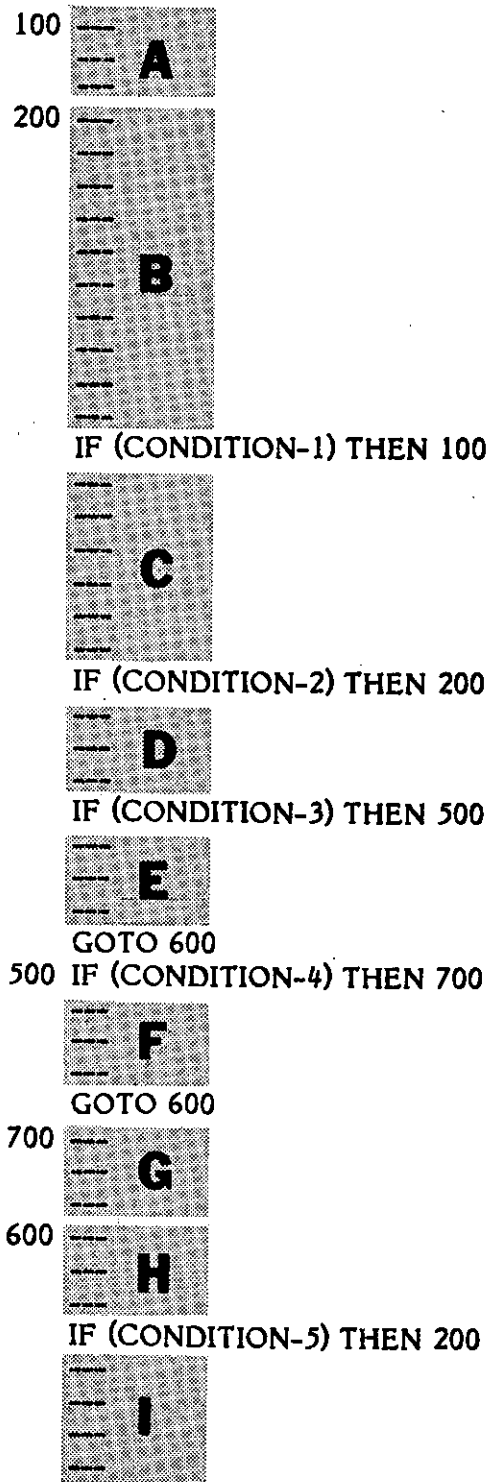 100
A
200
B
IF (CONDITION-1) THEN 100
C
IF (CONDITION-2) THEN 200
D
IF (CONDITION-3) THEN 500
E
GOTO 600
500 IF (CONDITION-4) THEN 700
F
GOTO 600
700
G
600
H
IF (CONDITION-5) THEN 200
I